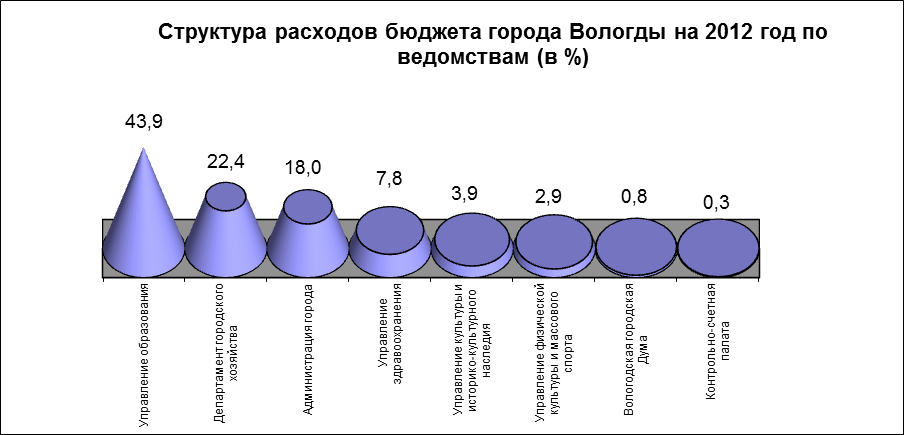 Структура расходов бюджета города Вологды на 2012 год по
ведомствам (в %)
43,9
22,4
18,0
7,8
3,9
2,9
0,8
0,3
Управление образования
Департамент городского
хозяйства
Администрация города
Управление
здравоохранения
Управление культуры и
историко-культурного
наследия
Управление физической
культуры и массового
спорта
Вологодская городская
Дума
Контрольно-счетная
палата